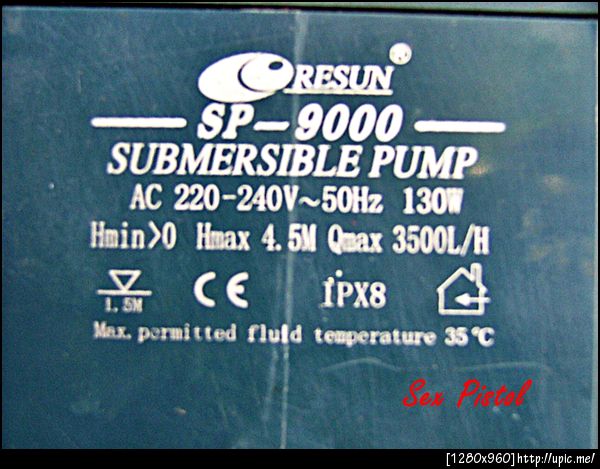 RESUN ®
SP-9000
SUBMERSIBLE PUMP
AC 220-240V~50Hz 130W
Hmin>0 Hmax 4.5M Qmax 3500L/H
1.5M CE IPX8
Max. permitted fluid temperature 35℃
Sex Pistol
[1280x960]http://upic.me/